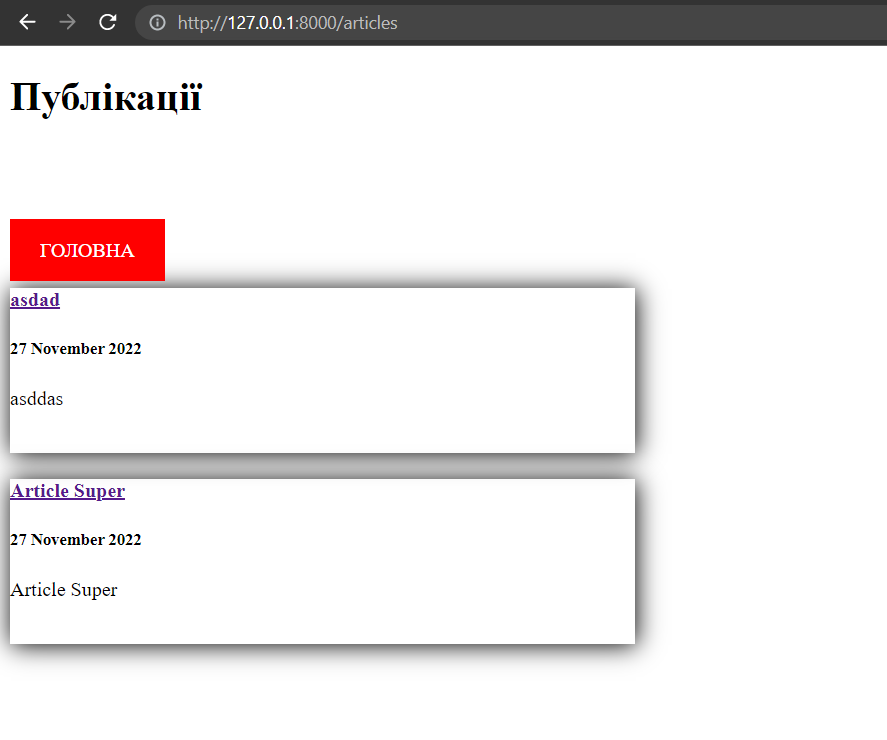 http://127.0.0.1:8000/articles
Публікації
ГОЛОВНА
asdad
27 November 2022
asddas
Article Super
27 November 2022
Article Super